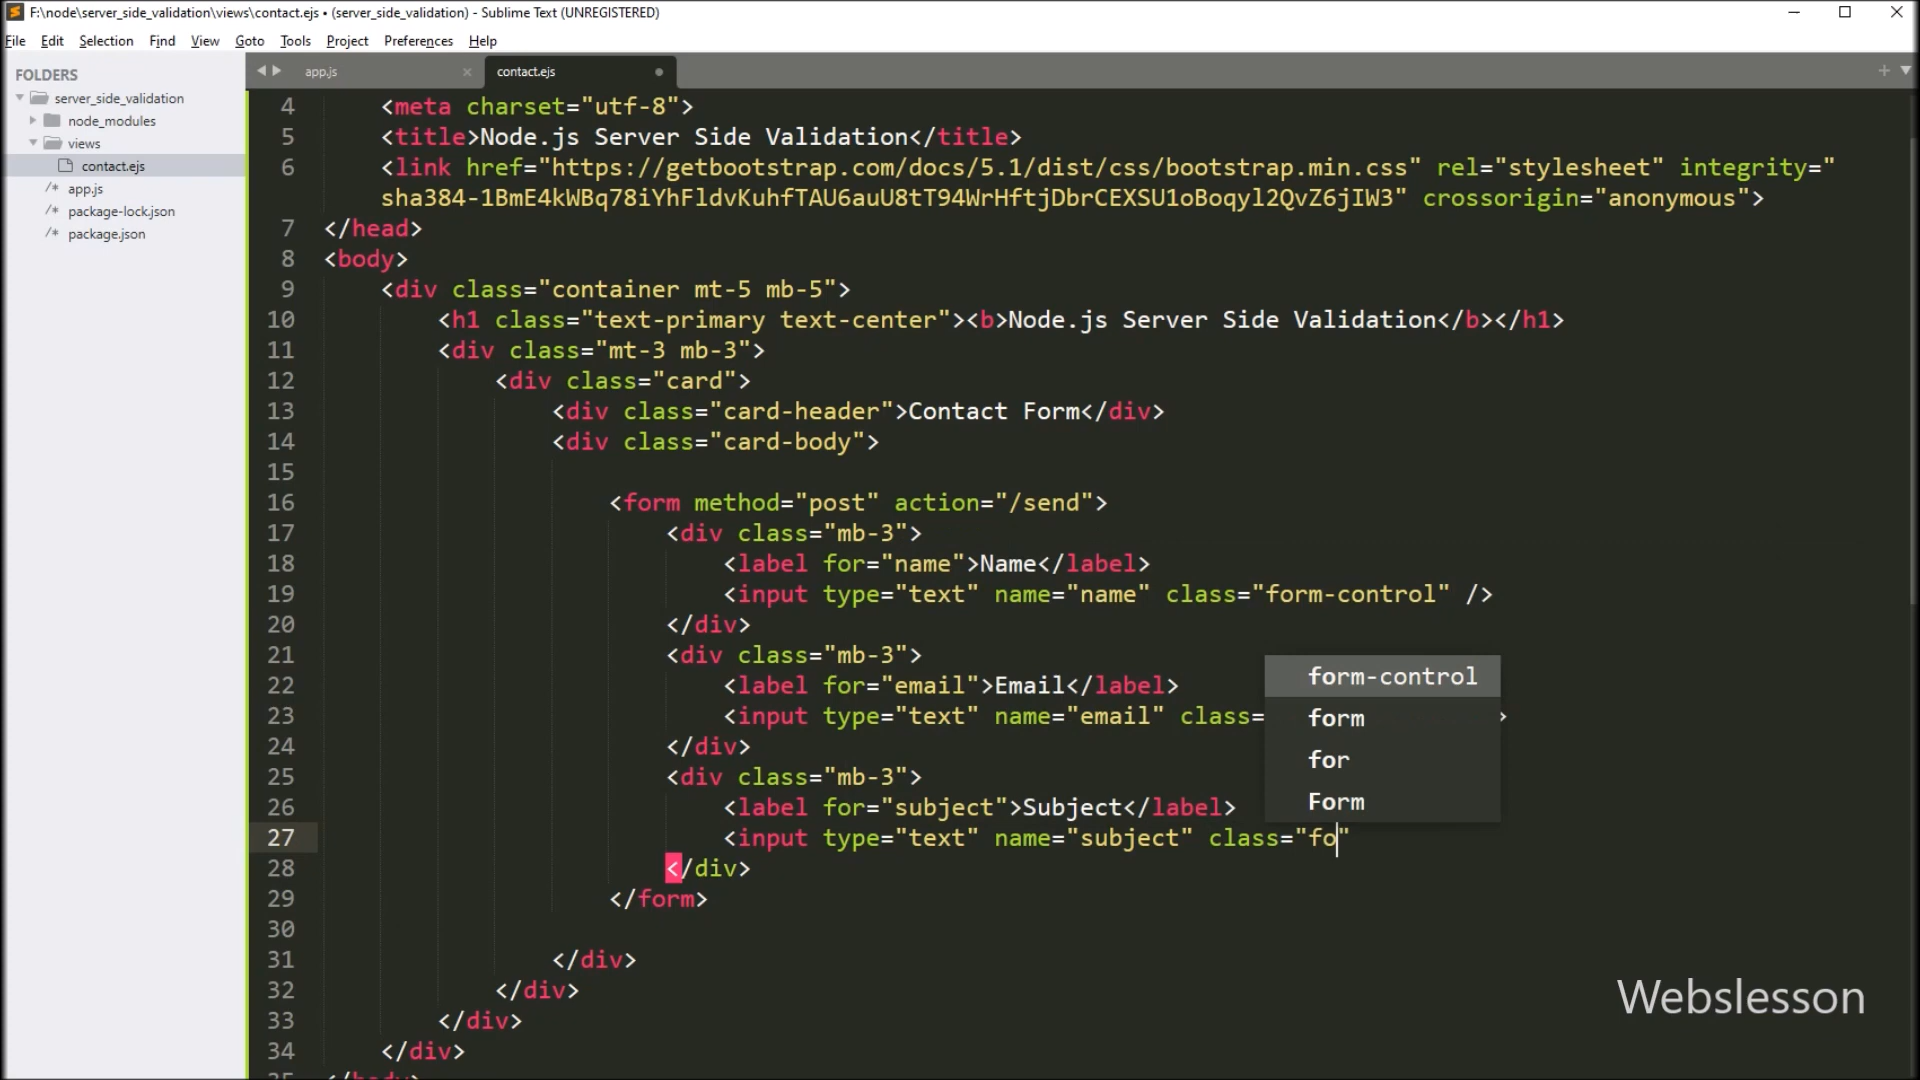 F:\node\server_side_validation\views\contact.ejs • (server_side_validation) - Sublime Text (UNREGISTERED)
File Edit Selection Find View Goto Tools Project Preferences Help
FOLDERS
server_side_validation
node_modules
views
contact.ejs
/* app.js
/* package-lock.json
/* package.json
app.js
contact.ejs
4 <meta charset="utf-8">
5 <title>Node.js Server Side Validation</title>
6 <link href="https://getbootstrap.com/docs/5.1/dist/css/bootstrap.min.css" rel="stylesheet" integrity="
sha384-1BmE4kWBq78iYhFldvKuhfTAU6auU8tT94WrHftjDbrCEXSU1oBoqyl2QvZ6jIW3" crossorigin="anonymous">
7 </head>
8 <body>
9 <div class="container mt-5 mb-5">
10 <h1 class="text-primary text-center"><b>Node.js Server Side Validation</b></h1>
11 <div class="mt-3 mb-3">
12 <div class="card">
13 <div class="card-header">Contact Form</div>
14 <div class="card-body">
15
16 <form method="post" action="/send">
17 <div class="mb-3">
18 <label for="name">Name</label>
19 <input type="text" name="name" class="form-control" />
20 </div>
21 <div class="mb-3">
22 <label for="email">Email</label>
23 <input type="text" name="email" class= >
24 </div>
25 <div class="mb-3">
26 <label for="subject">Subject</label>
27 <input type="text" name="subject" class="fo"
28 </div>
29 </form>
30
31 </div>
32 </div>
33 </div>
34 </div>
form-control
form
for
Form
Webslesson